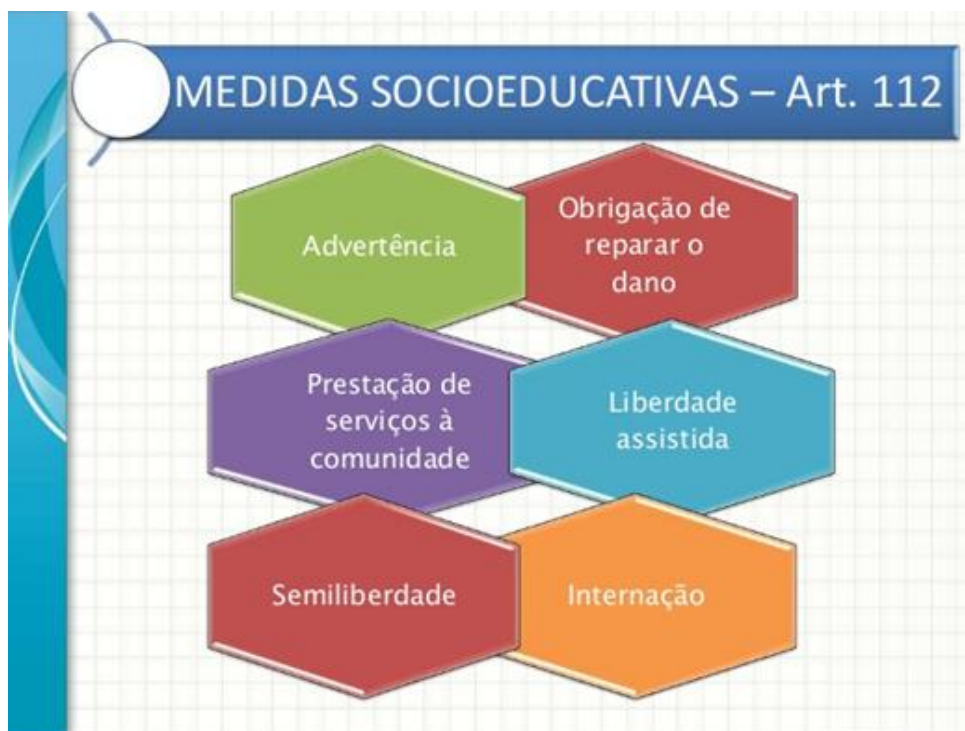 MEDIDAS SOCIOEDUCATIVAS – Art. 112
Advertência
Obrigação de
reparar o
dano
Prestação de
serviços à
comunidade
Liberdade
assistida
Semiliberdade
Internação